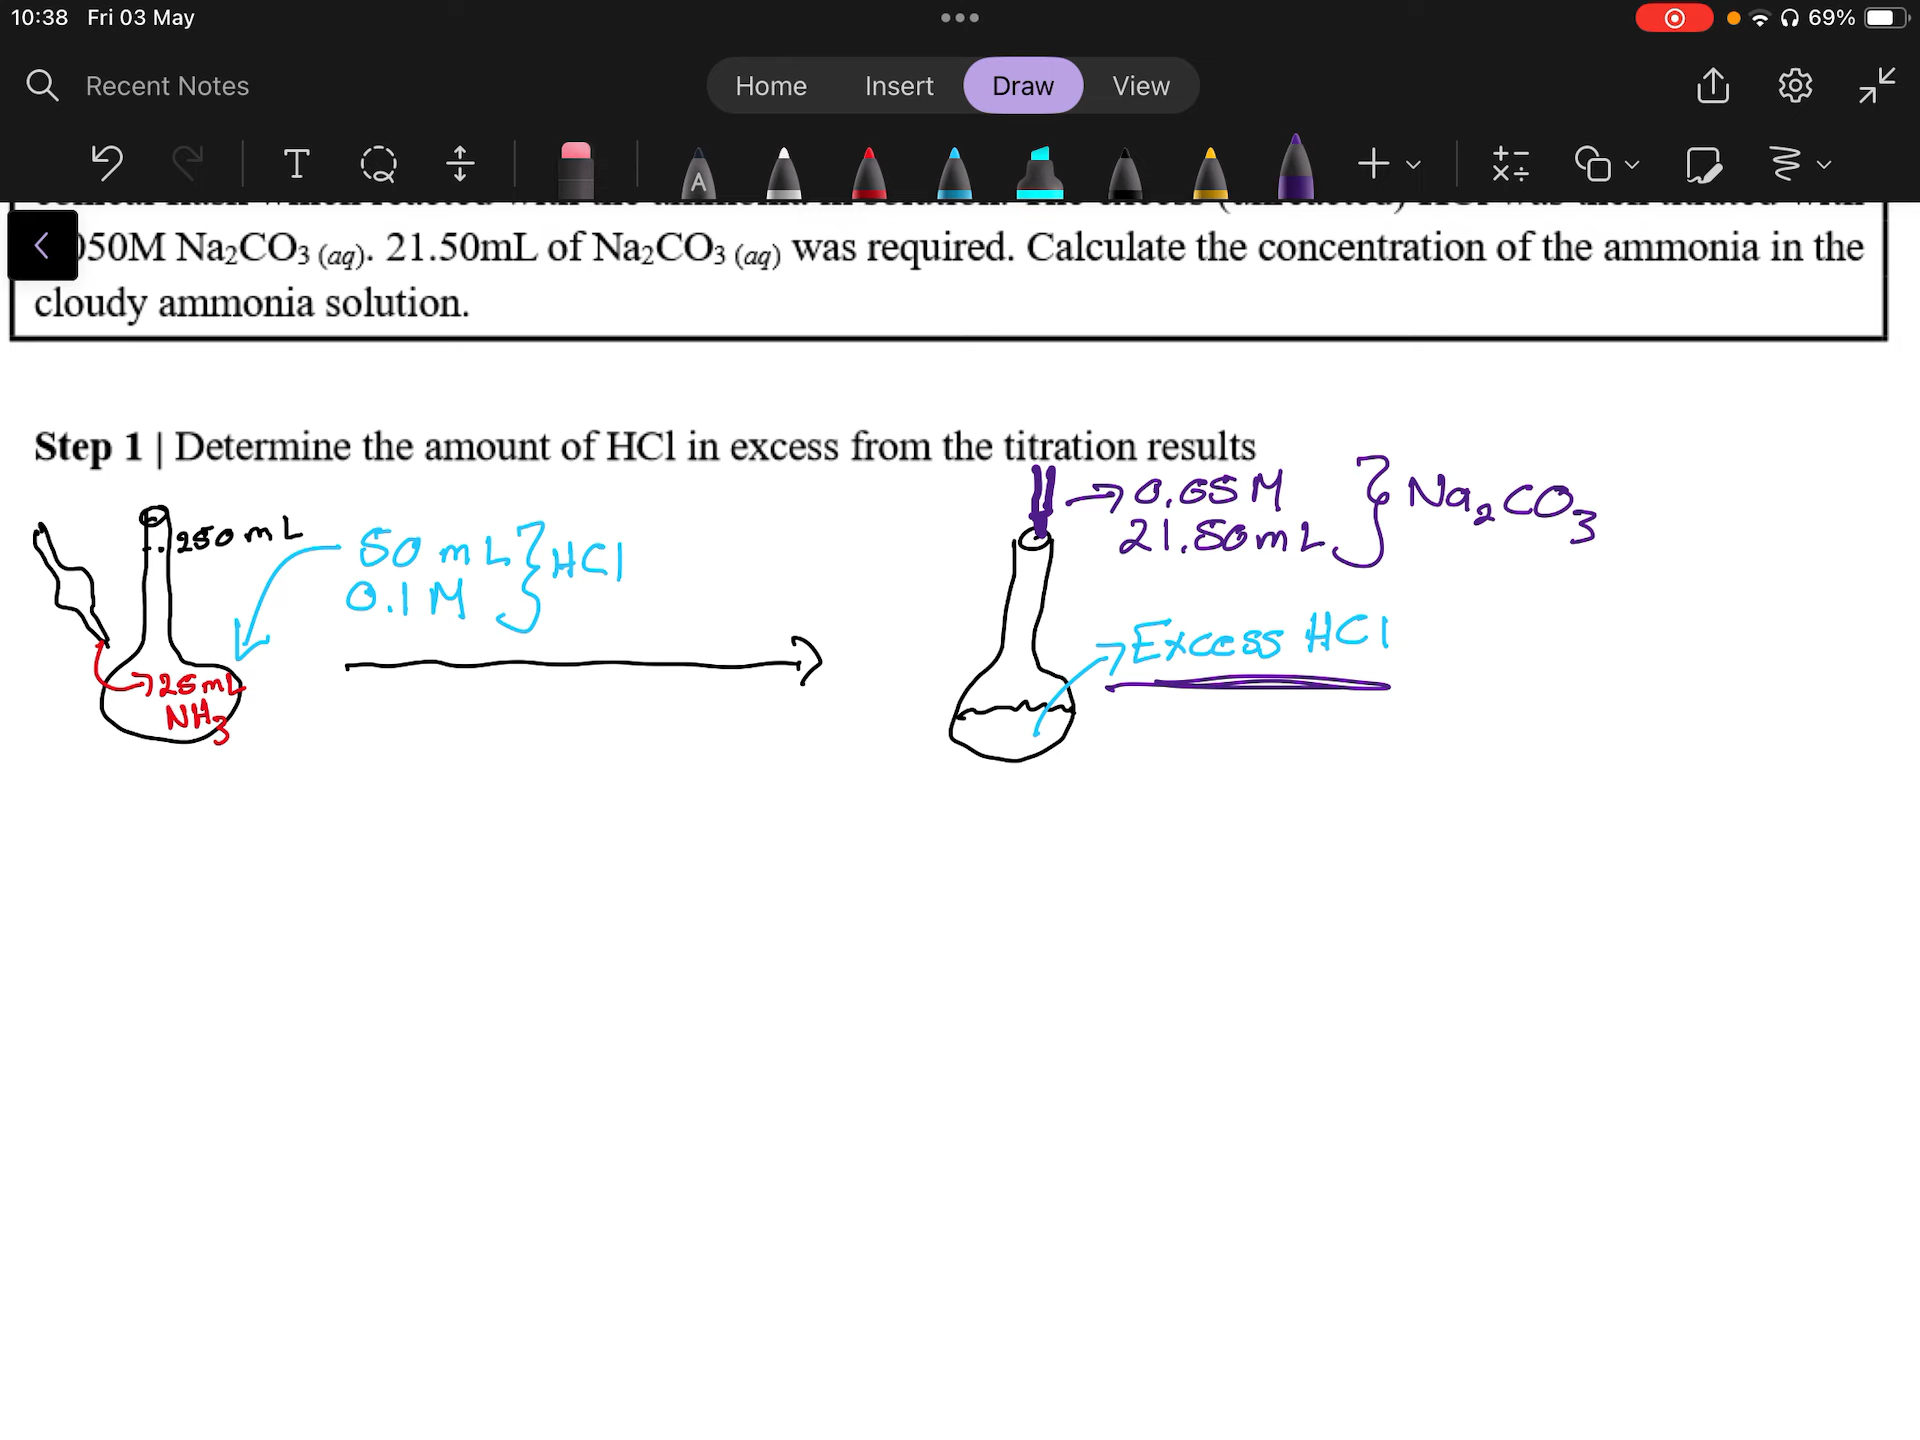 10:38 Fri 03 May
69%
Recent Notes
Home Insert Draw View
T
A
050M Na₂CO₃ (aq). 21.50mL of Na₂CO₃ (aq) was required. Calculate the concentration of the ammonia in the
cloudy ammonia solution.
Step 1 | Determine the amount of HCl in excess from the titration results
250 mL
50 mL } HCl
0.1 M
25 mL
NH₃
→ 0.05 M } Na₂CO₃
21.50 mL
→ Excess HCl